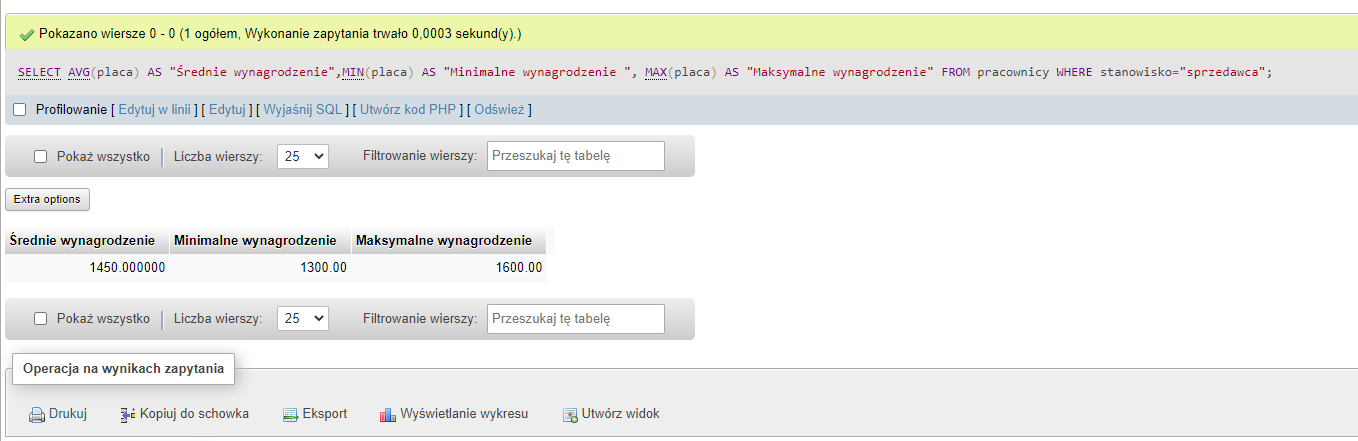 Pokazano wiersze 0 - 0 (1 ogółem, Wykonanie zapytania trwało 0,0003 sekund(y).)
SELECT AVG(placa) AS "Średnie wynagrodzenie",MIN(placa) AS "Minimalne wynagrodzenie ", MAX(placa) AS "Maksymalne wynagrodzenie" FROM pracownicy WHERE stanowisko="sprzedawca";
Profilowanie [ Edytuj w linii ] [ Edytuj ] [ Wyjaśnij SQL ] [ Utwórz kod PHP ] [ Odśwież ]
Pokaż wszystko Liczba wierszy: 25 Filtrowanie wierszy: Przeszukaj tę tabelę
Extra options
Średnie wynagrodzenie Minimalne wynagrodzenie Maksymalne wynagrodzenie
1450.000000 1300.00 1600.00
Pokaż wszystko Liczba wierszy: 25 Filtrowanie wierszy: Przeszukaj tę tabelę
Operacja na wynikach zapytania
Drukuj Kopiuj do schowka Eksport Wyświetlanie wykresu Utwórz widok